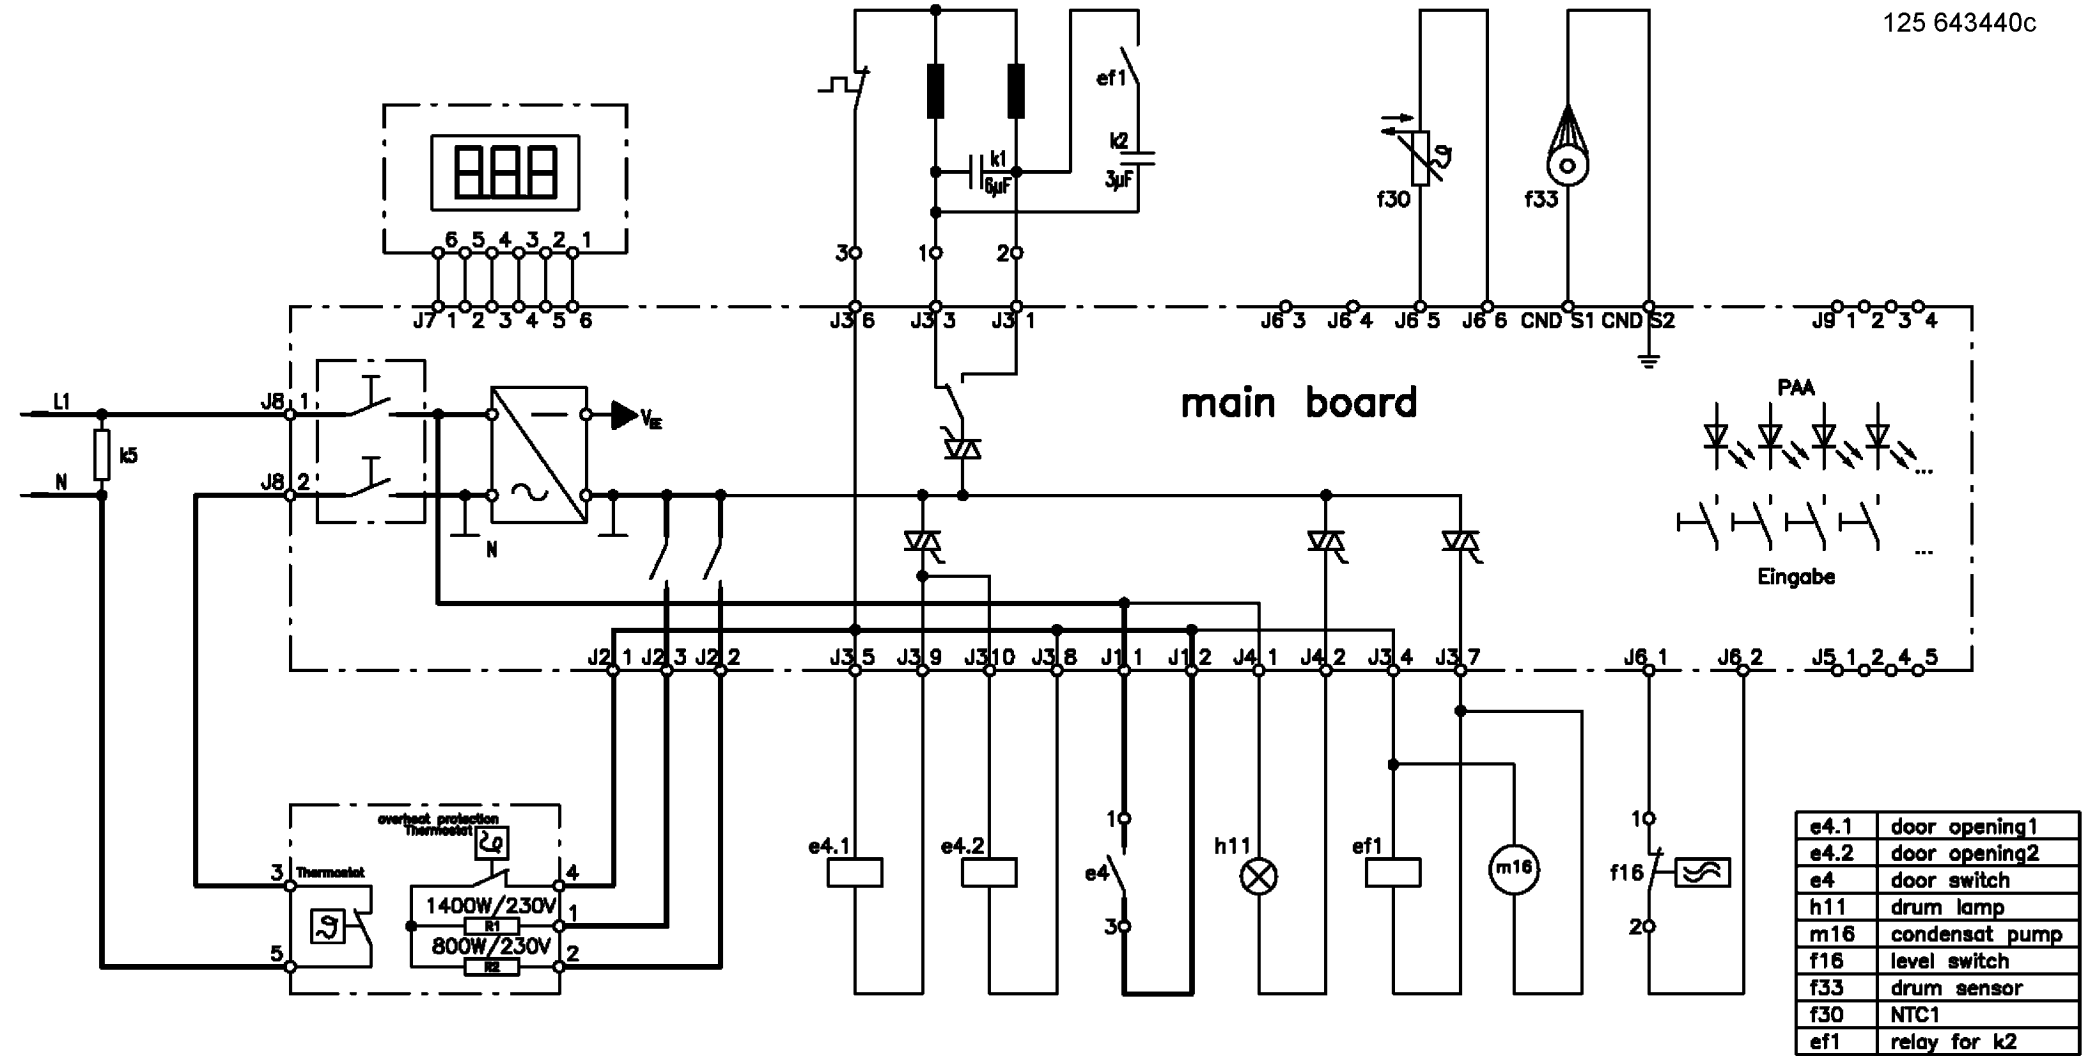 125 643440c
ef1
k2
3µF
k1
6µF
f30
f33
6 5 4 3 2 1
3 1 2
J7 1 2 3 4 5 6
J3 6 J3 3 J3 1
J6 3 J6 4 J6 5 J6 6 CND S1 CND S2
J9 1 2 3 4
main board
PAA
L1
J8 1
VEE
k5
N
J8 2
N
...
...
Eingabe
J2 1 J2 3 J2 2
J3 5 J3 9 J3 10 J3 8 J1 1 J1 2 J4 1 J4 2 J3 4 J3 7
J6 1 J6 2
J5 1 2 4 5
overheat protection
Thermostat
3 Thermostat 4
1400W/230V 1
R1
800W/230V 2
R2
5
e4.1
e4.2
1
e4
3
h11
ef1
m16
1
f16
2
e4.1 door opening1
e4.2 door opening2
e4 door switch
h11 drum lamp
m16 condensat pump
f16 level switch
f33 drum sensor
f30 NTC1
ef1 relay for k2